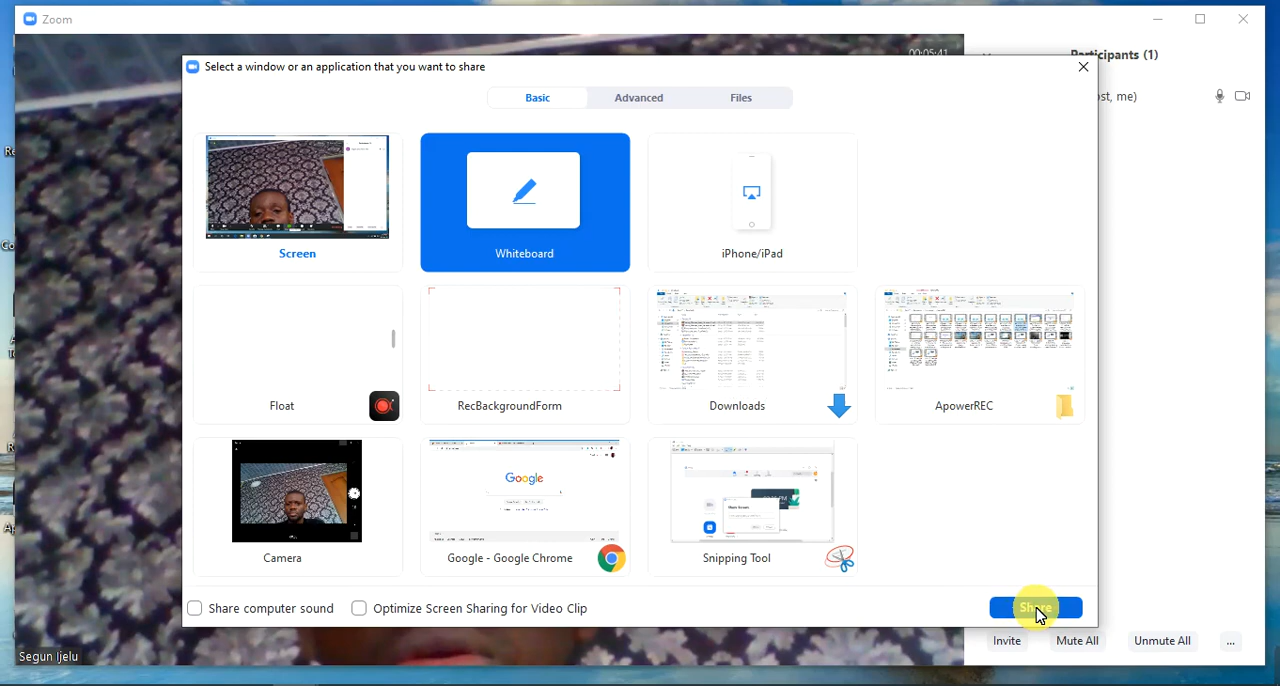 Zoom
00:05:41
Participants (1)
Select a window or an application that you want to share
Basic
Advanced
Files
ost, me)
Screen
Whiteboard
iPhone/iPad
Float
RecBackgroundForm
Downloads
ApowerREC
Google
Camera
Google - Google Chrome
Snipping Tool
Share computer sound
Optimize Screen Sharing for Video Clip
Share
Invite
Mute All
Unmute All
...
Segun Ijelu